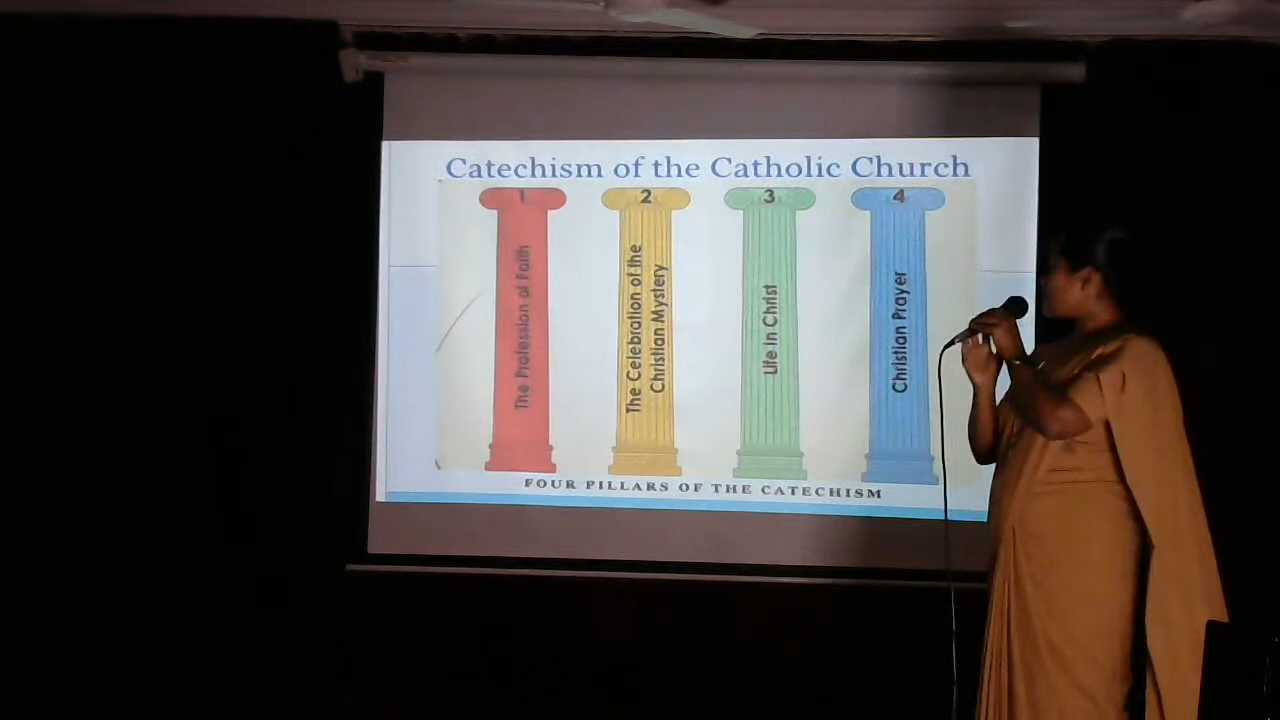 Catechism of the Catholic Church
1
The Profession of Faith
2
The Celebration of the
Christian Mystery
3
Life in Christ
4
Christian Prayer
FOUR PILLARS OF THE CATECHISM